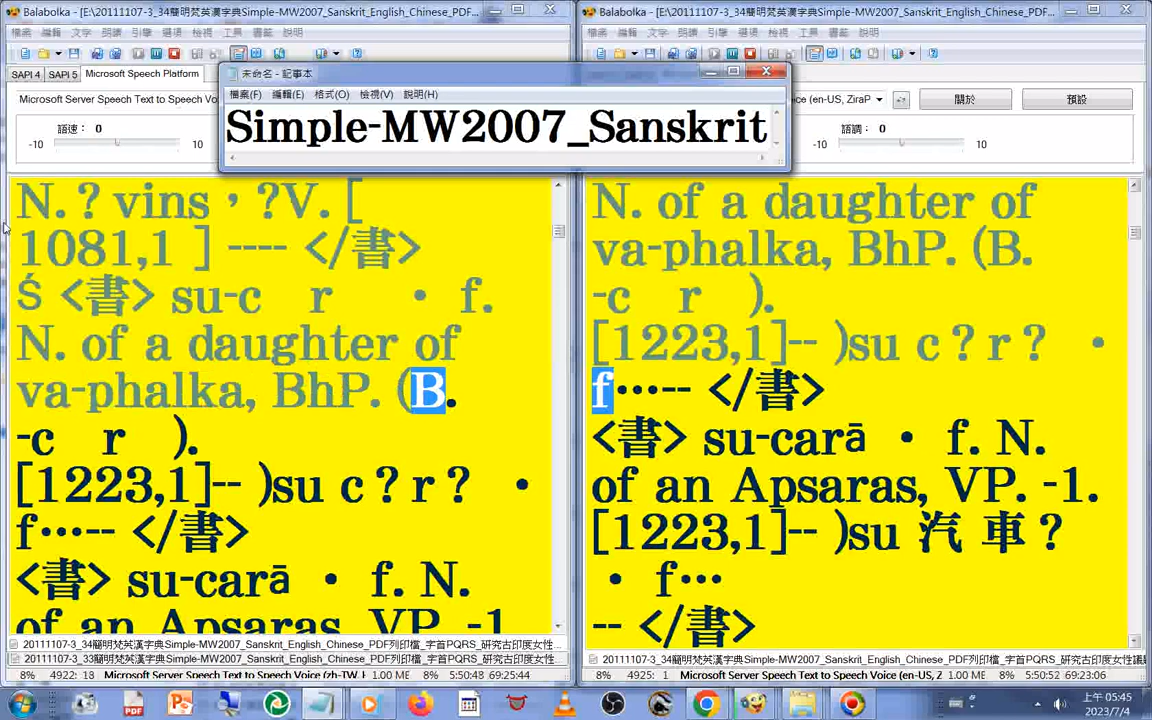 Balabolka - [E:\20111107-3_34簡明梵英漢字典Simple-MW2007_Sanskrit_English_Chinese_PDF...
Balabolka - [E:\20111107-3_34簡明梵英漢字典Simple-MW2007_Sanskrit_English_Chinese_PDF...
檔案 編輯 文字 朗讀 引擎 選項 檢視 工具 書籤 說明
檔案 編輯 文字 朗讀 引擎 選項 檢視 工具 書籤 說明
SAPI 4 SAPI 5 Microsoft Speech Platform
未命名 - 記事本
檔案(F) 編輯(E) 格式(O) 檢視(V) 說明(H)
Simple-MW2007_Sanskrit
Microsoft Server Speech Text to Speech Vo
ice (en-US, ZiraP
關於
預設
語速： 0
-10 10
語調： 0
-10 10
N. ? vins，?V. [
1081,1 ] ---- </書>
Ś <書> su-c r • f.
N. of a daughter of
va-phalka, BhP. (B.
-c r ).
[1223,1]-- )su c?r? •
f…-- </書>
<書> su-carā • f. N.
of an Apsaras, VP. -1
N. of a daughter of
va-phalka, BhP. (B.
-c r ).
[1223,1]-- )su c?r? •
f…-- </書>
<書> su-carā • f. N.
of an Apsaras, VP. -1.
[1223,1]-- )su 汽 車?
• f…
-- </書>
20111107-3_34簡明梵英漢字典Simple-MW2007_Sanskrit_English_Chinese_PDF列印檔_字首PQRS_研究古印度女性...
20111107-3_33簡明梵英漢字典Simple-MW2007_Sanskrit_English_Chinese_PDF列印檔_字首PQRS_研究古印度女性...
20111107-3_34簡明梵英漢字典Simple-MW2007_Sanskrit_English_Chinese_PDF列印檔_字首PQRS_研究古印度女性議
8% 4922: 18 Microsoft Server Speech Text to Speech Voice (zh-TW, H 1.00 ME 8% 5:50:48 69:25:44
8% 4925: 1 Microsoft Server Speech Text to Speech Voice (en-US, Z 1.00 ME 8% 5:50:52 69:23:06
上午 05:45
2023/7/4